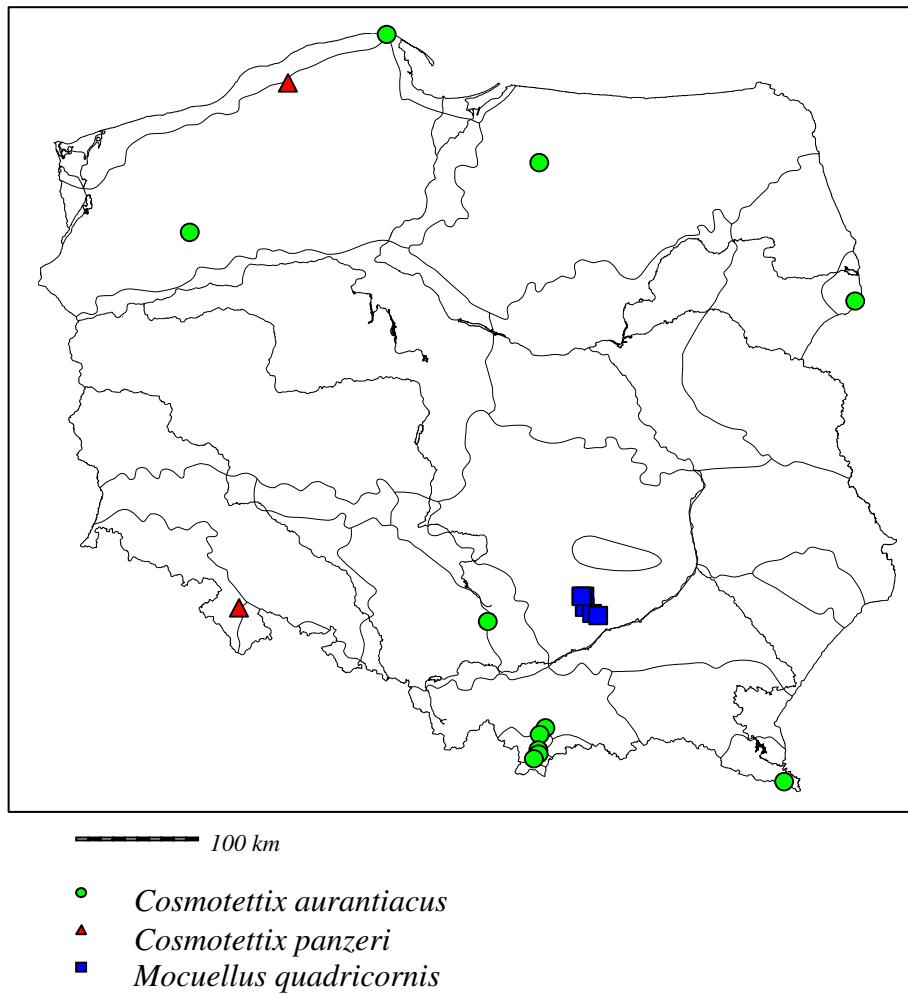 100 km
Cosmotettix aurantiacus
Cosmotettix panzeri
Mocuellus quadricornis